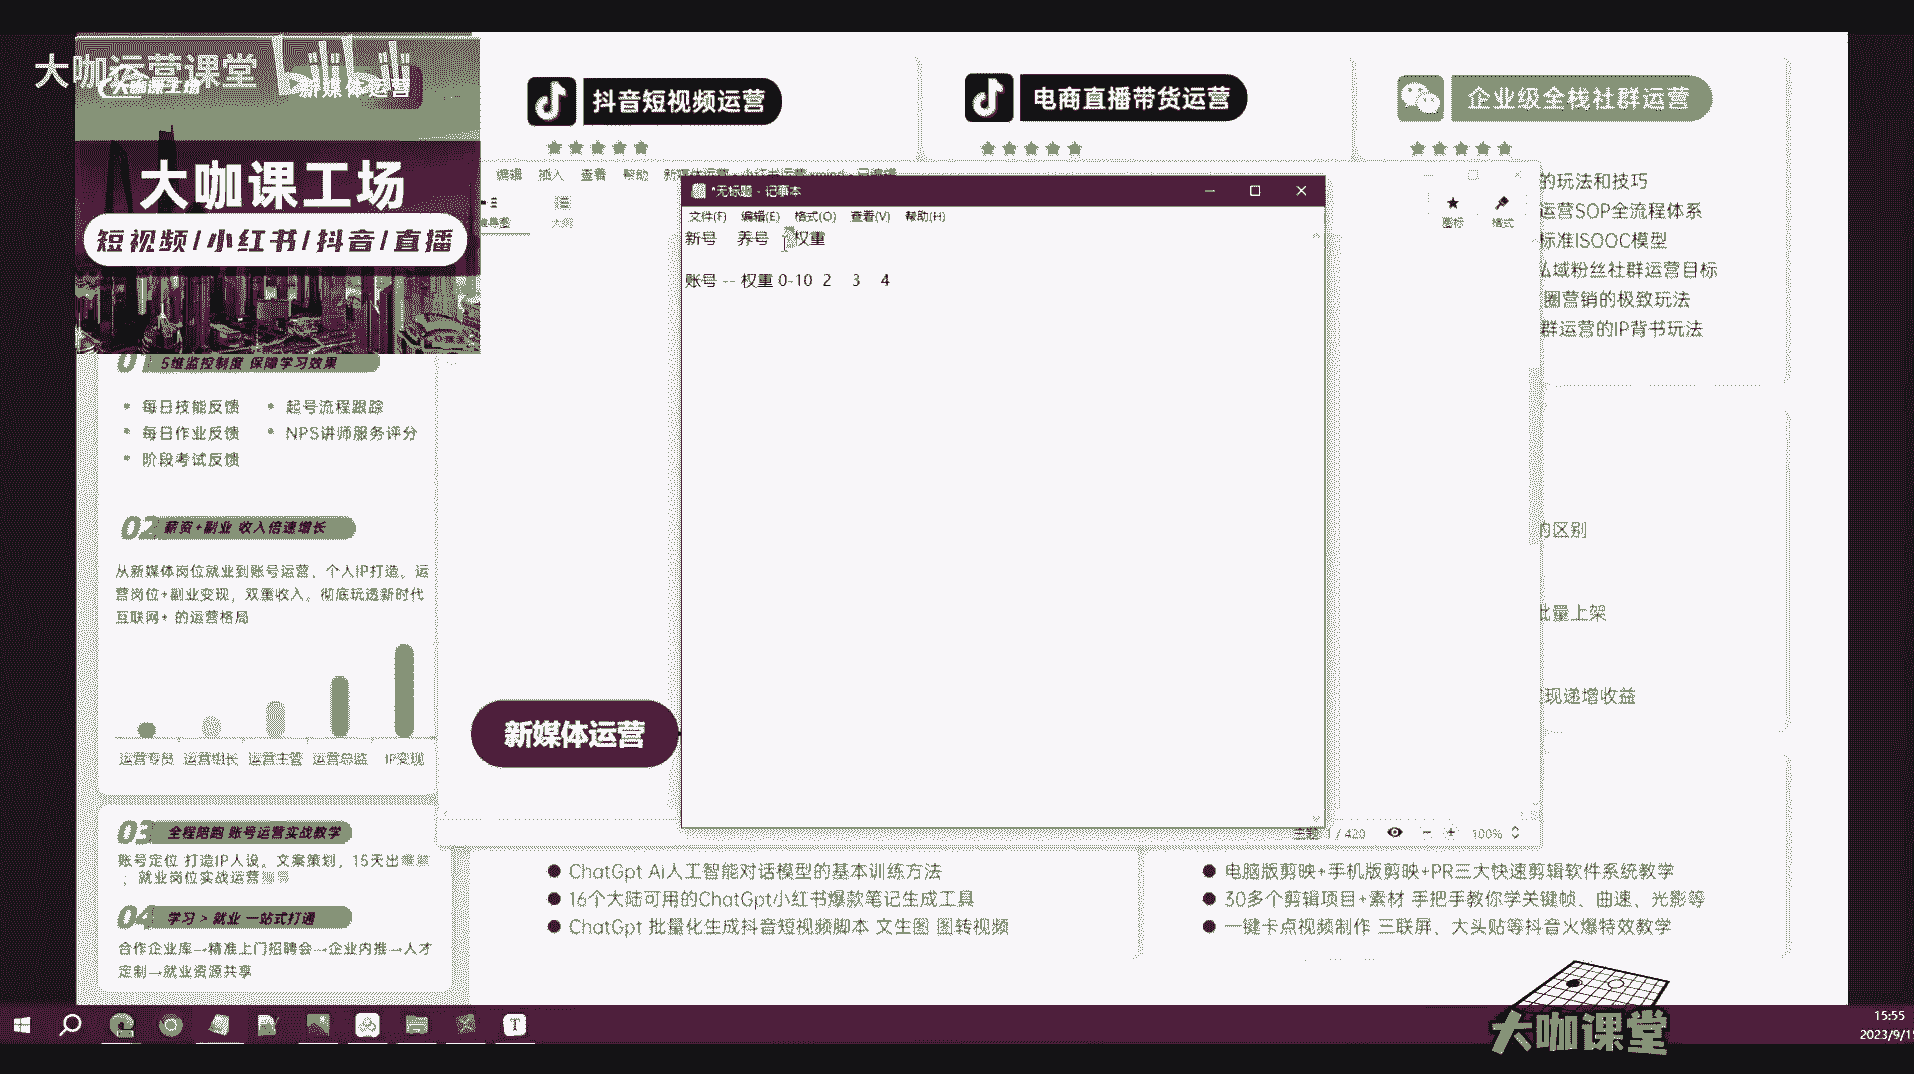 大咖运营课堂 bilibili
大咖课工场
新媒体运营
大咖课工场
短视频/小红书/抖音/直播
抖音短视频运营
电商直播带货运营
企业级全栈社群运营
编辑 插入 查看 帮助
大纲
图标 格式
*无标题 - 记事本
文件(F) 编辑(E) 格式(O) 查看(V) 帮助(H)
新号 养号 权重
账号 -- 权重 0-10 2 3 4
的玩法和技巧
运营SOP全流程体系
标准ISOOC模型
私域粉丝社群运营目标
圈营销的极致玩法
群运营的IP背书玩法
的区别
批量上架
现递增收益
01 5维监控制度 保障学习效果
• 每日技能反馈 • 起号流程跟踪
• 每日作业反馈 • NPS讲师服务评分
• 阶段考试反馈
02 薪资+副业 收入倍速增长
从新媒体岗位就业到账号运营、个人IP打造。运
营岗位+副业变现，双重收入。彻底玩透新时代
互联网+ 的运营格局
运营专员 运营组长 运营主管 运营总监 IP变现
新媒体运营
03 全程陪跑 账号运营实战教学
账号定位 打造IP人设。文案策划，15天出
；就业岗位实战运营
04 学习 > 就业 一站式打通
合作企业库→精准上门招聘会→企业内推→人才
定制→就业资源共享
主题: 1 / 420 100%
● ChatGpt Ai人工智能对话模型的基本训练方法
● 16个大陆可用的ChatGpt小红书爆款笔记生成工具
● ChatGpt 批量化生成抖音短视频脚本 文生图 图转视频
● 电脑版剪映+手机版剪映+PR三大快速剪辑软件系统教学
● 30多个剪辑项目+素材 手把手教你学关键帧、曲速、光影等
● 一键卡点视频制作 三联屏、大头贴等抖音火爆特效教学
大咖课堂
15:55
2023/9/1